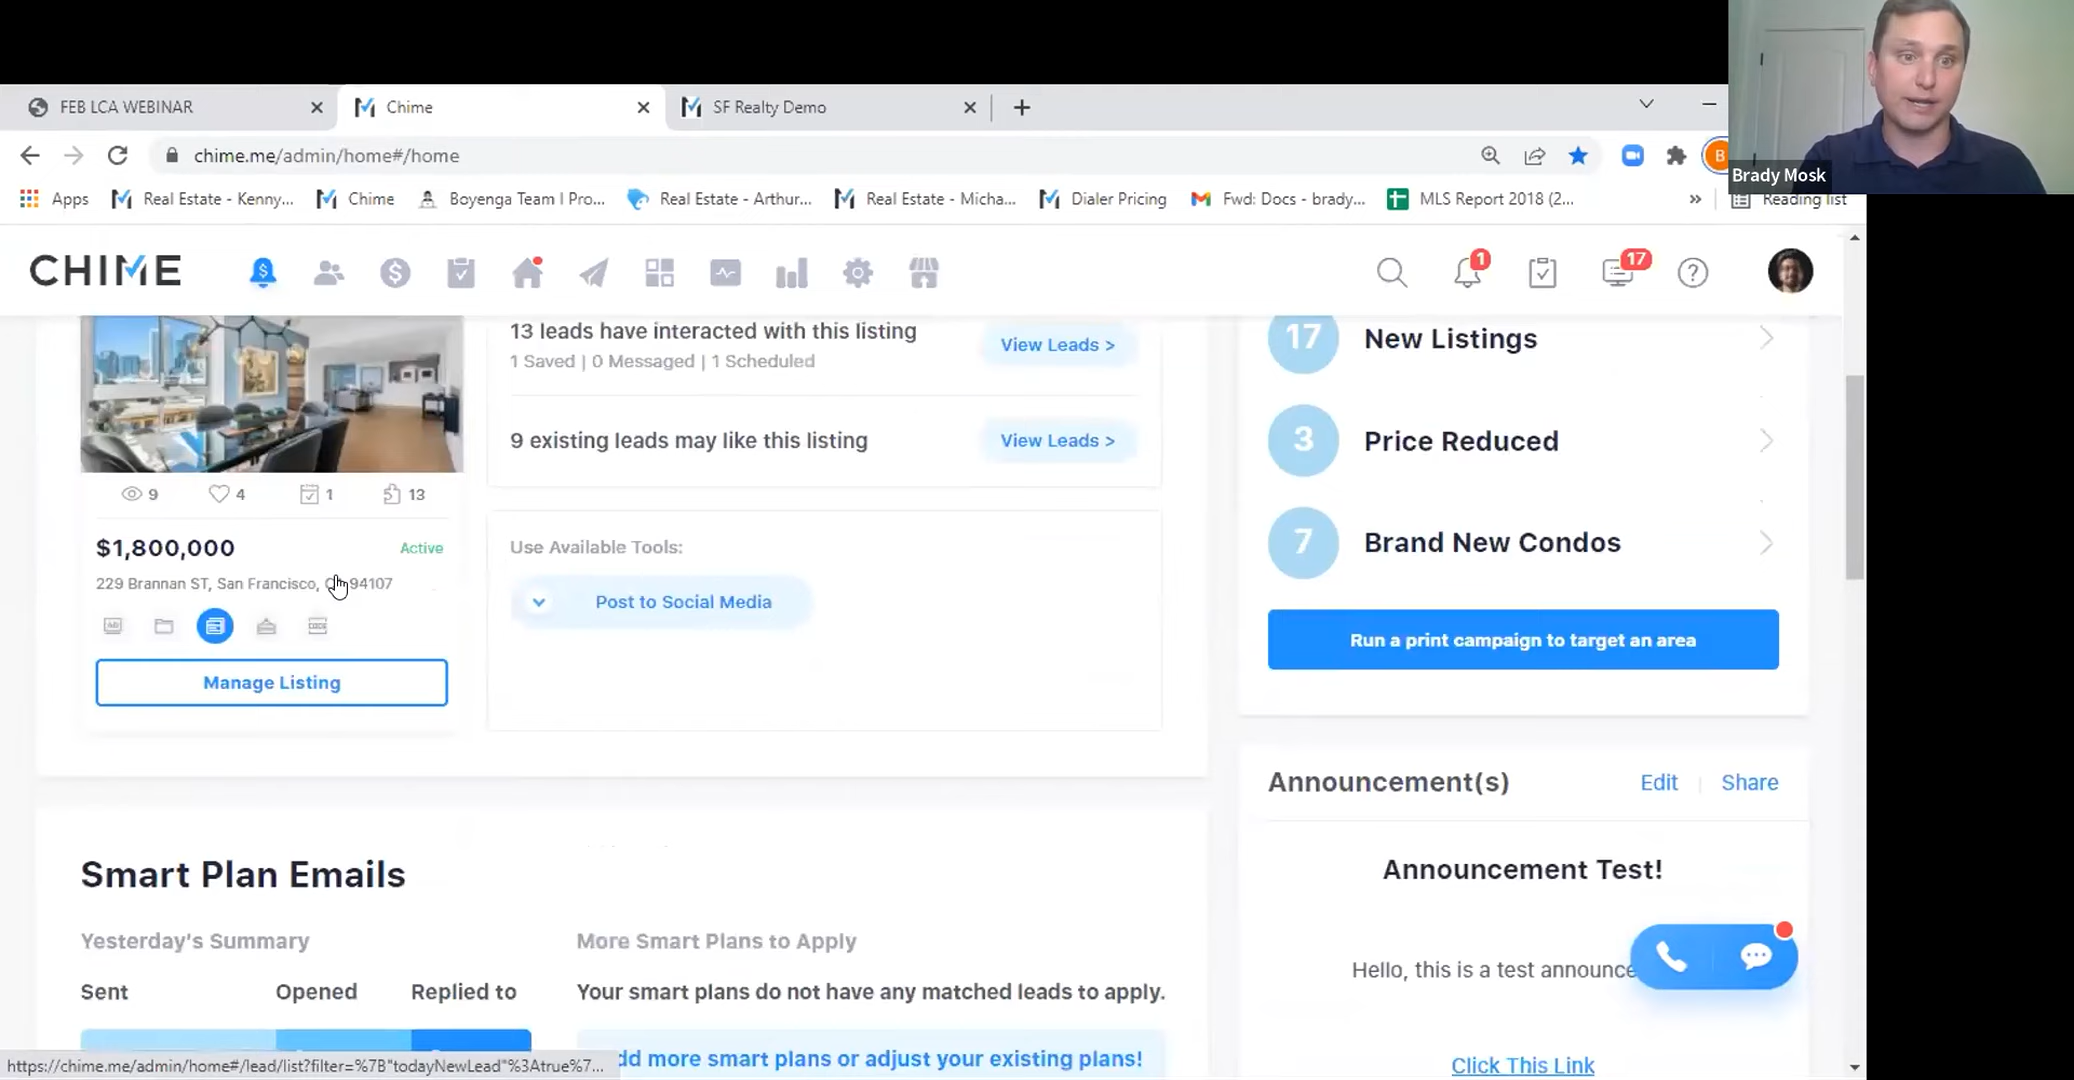 FEB LCA WEBINAR
Chime
SF Realty Demo
chime.me/admin/home#/home
B
Brady Mosk
Apps
Real Estate - Kenny...
Chime
Boyenga Team l Pro...
Real Estate - Arthur...
Real Estate - Micha...
Dialer Pricing
Fwd: Docs - brady...
MLS Report 2018 (2...
»
Reading list
CHIME
1
17
13 leads have interacted with this listing
1 Saved | 0 Messaged | 1 Scheduled
View Leads >
9 existing leads may like this listing
View Leads >
9 4 1 13
$1,800,000
Active
229 Brannan ST, San Francisco, 94107
Manage Listing
Use Available Tools:
Post to Social Media
17 New Listings
3 Price Reduced
7 Brand New Condos
Run a print campaign to target an area
Announcement(s)
Edit | Share
Announcement Test!
Hello, this is a test announce
Click This Link
Smart Plan Emails
Yesterday's Summary
Sent Opened Replied to
More Smart Plans to Apply
Your smart plans do not have any matched leads to apply.
more smart plans or adjust your existing plans!
https://chime.me/admin/home#/lead/list?filter=%7B"todayNewLead"%3Atrue%7...